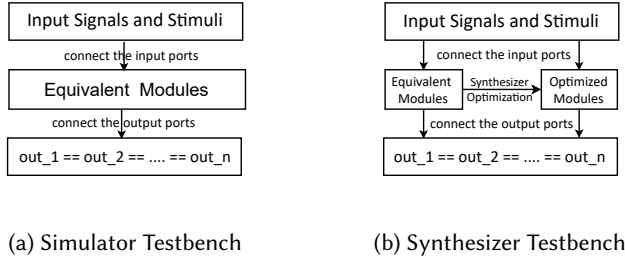 Input Signals and Stimuli
connect the input ports
Equivalent Modules
connect the output ports
out_1 == out_2 == .... == out_n
(a) Simulator Testbench
Input Signals and Stimuli
connect the input ports
Equivalent
Modules
Synthesizer
Optimization
Optimized
Modules
connect the output ports
out_1 == out_2 == .... == out_n
(b) Synthesizer Testbench